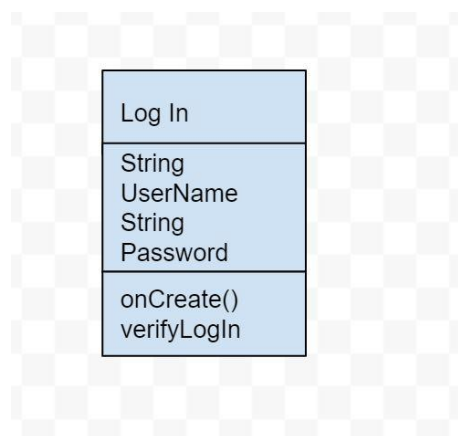 Log In
String
UserName
String
Password
onCreate()
verifyLogIn